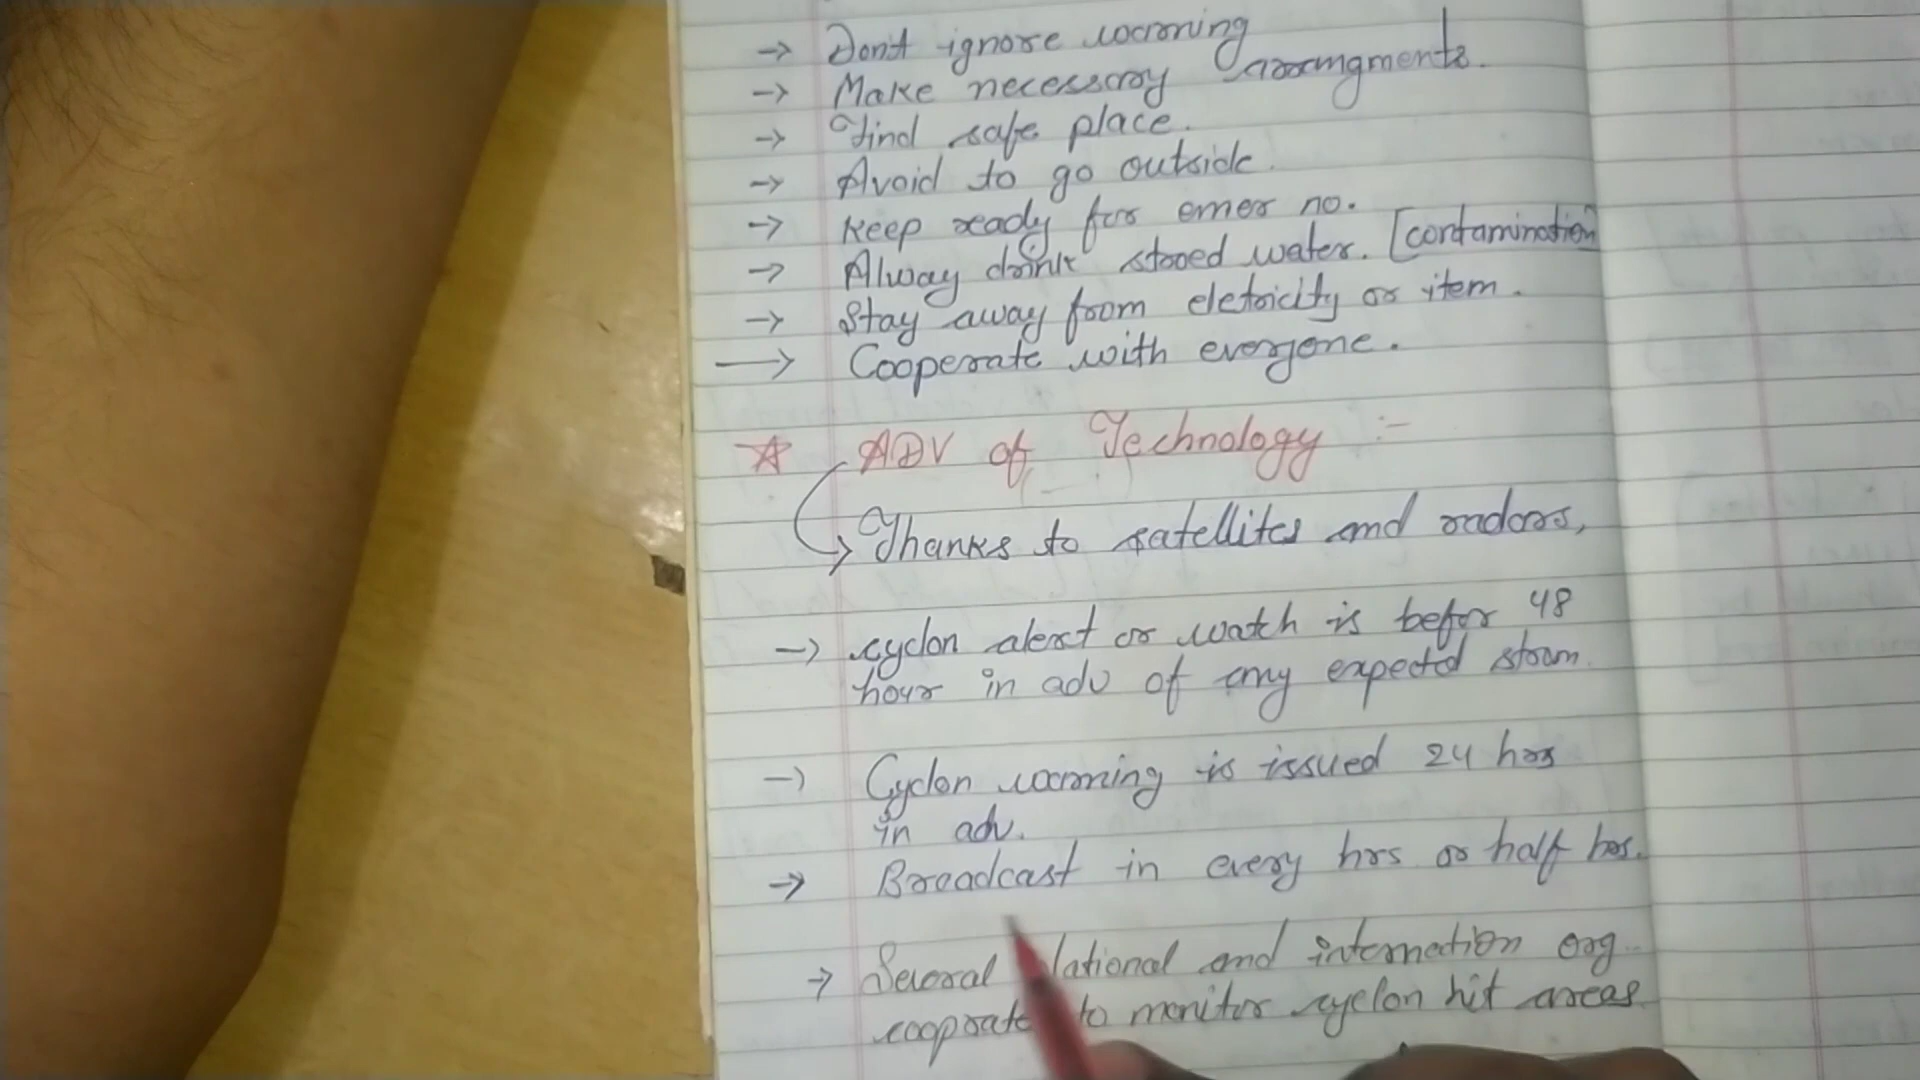 → Don't ignore warning
→ Make necessary arrangments.
→ Find safe place.
→ Avoid to go outside.
→ Keep ready for emer no.
→ Alway drink stored water. [contamination]
→ Stay away from eletricity or item.
→ Cooperate with everyone.
☆ ADV of Technology :-
→ Thanks to satellites and radars,
→ cyclon alert or watch is befor 48
hour in adv of any expected storm.
→ Cyclon warning is issued 24 hrs
in adv.
→ Broadcast in every hrs or half hrs.
→ Several National and internation org.
cooprate to monitor cyclon hit areas